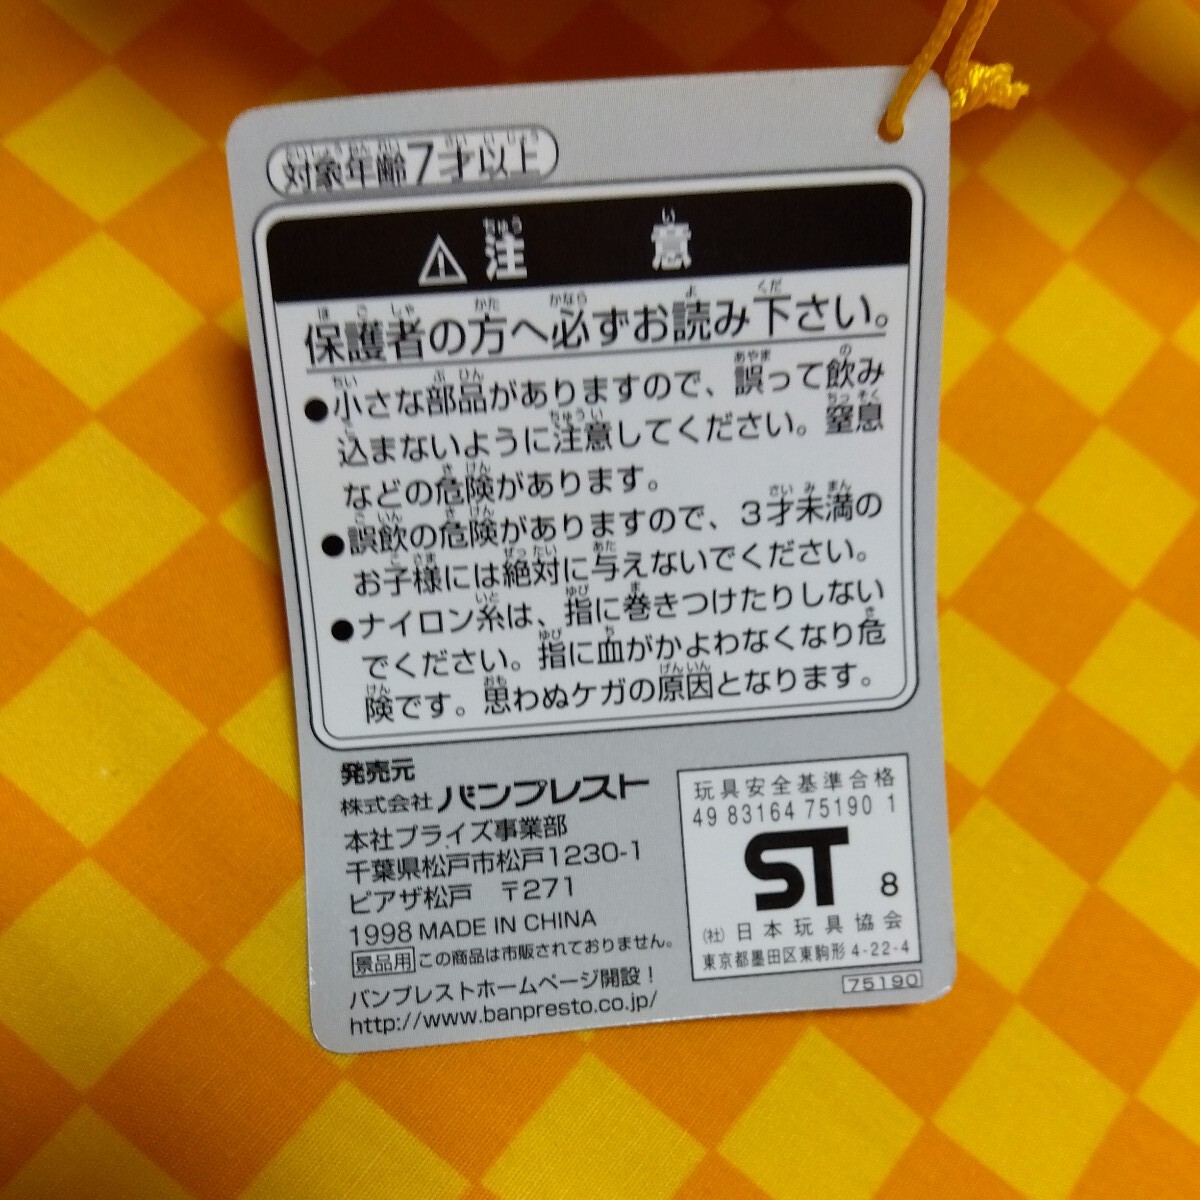 対象年齢7才以上
⚠注意
保護者の方へ必ずお読み下さい。
●小さな部品がありますので、誤って飲み
込まないように注意してください。窒息
などの危険があります。
●誤飲の危険がありますので、3才未満の
お子様には絶対に与えないでください。
●ナイロン糸は、指に巻きつけたりしない
でください。指に血がかよわなくなり危
険です。思わぬケガの原因となります。
発売元
株式会社 バンプレスト
本社プライズ事業部
千葉県松戸市松戸1230-1
ピアザ松戸 〒271
1998 MADE IN CHINA
景品用 この商品は市販されておりません。
バンプレストホームページ開設！
http://www.banpresto.co.jp/
玩具安全基準合格
49 83164 75190 1
ST 8
(社) 日本玩具協会
東京都墨田区東駒形 4-22-4
75190